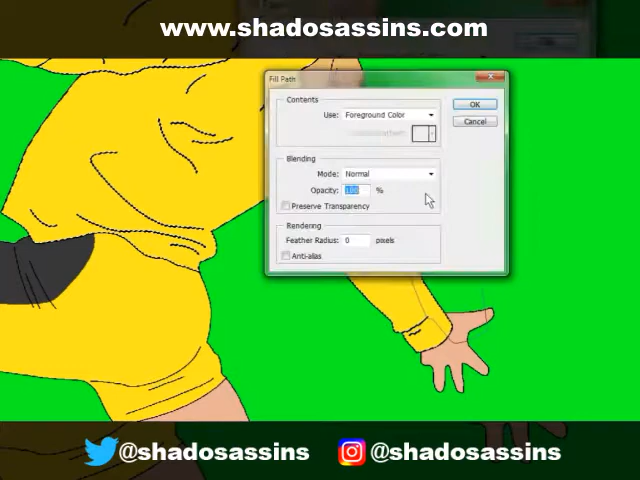 www.shadosassins.com
Fill Path
Contents
Use: Foreground Color
OK
Cancel
Blending
Mode: Normal
Opacity: 100 %
Preserve Transparency
Rendering
Feather Radius: 0 pixels
Anti-alias
@shadosassins @shadosassins